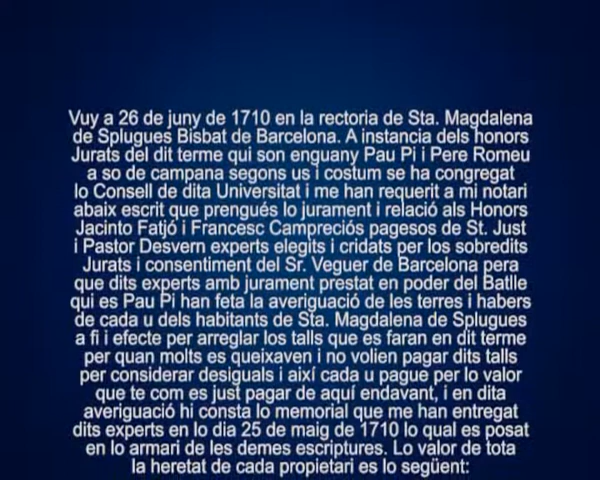 Vuy a 26 de juny de 1710 en la rectoria de Sta. Magdalena
de Splugues Bisbat de Barcelona. A instancia dels honors
Jurats del dit terme qui son enguany Pau Pi i Pere Romeu
a so de campana segons us i costum se ha congregat
lo Consell de dita Universitat i me han requerit a mi notari
abaix escrit que prengués lo jurament i relació als Honors
Jacinto Fatjó i Francesc Campreciós pagesos de St. Just
i Pastor Desvern experts elegits i cridats per los sobredits
Jurats i consentiment del Sr. Veguer de Barcelona pera
que dits experts amb jurament prestat en poder del Batlle
qui es Pau Pi han feta la averiguació de les terres i habers
de cada u dels habitants de Sta. Magdalena de Splugues
a fi i efecte per arreglar los talls que es faran en dit terme
per quan molts es queixaven i no volien pagar dits talls
per considerar desiguals i així cada u pague per lo valor
que te com es just pagar de aquí endavant, i en dita
averiguació hi consta lo memorial que me han entregat
dits experts en lo dia 25 de maig de 1710 lo qual es posat
en lo armari de les demes escriptures. Lo valor de tota
la heretat de cada propietari es lo següent: